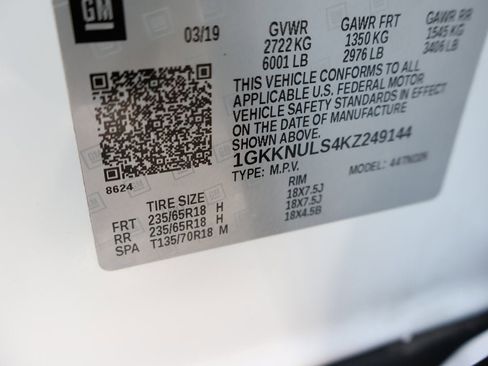 GM
03/19
GVWR GAWR FRT GAWR RR
2722 KG 1350 KG 1545 KG
6001 LB 2976 LB 3406 LB
THIS VEHICLE CONFORMS TO ALL
APPLICABLE U.S. FEDERAL MOTOR
VEHICLE SAFETY STANDARDS IN EFFECT
ON THE DATE OF MANUFACTURE
SHOWN ABOVE.
1GKKNULS4KZ249144
TYPE: M.P.V. MODEL:
8624
TIRE SIZE RIM
FRT 235/65R18 H 18X7.5J
RR 235/65R18 H 18X7.5J
SPA T135/70R18 M 18X4.5B